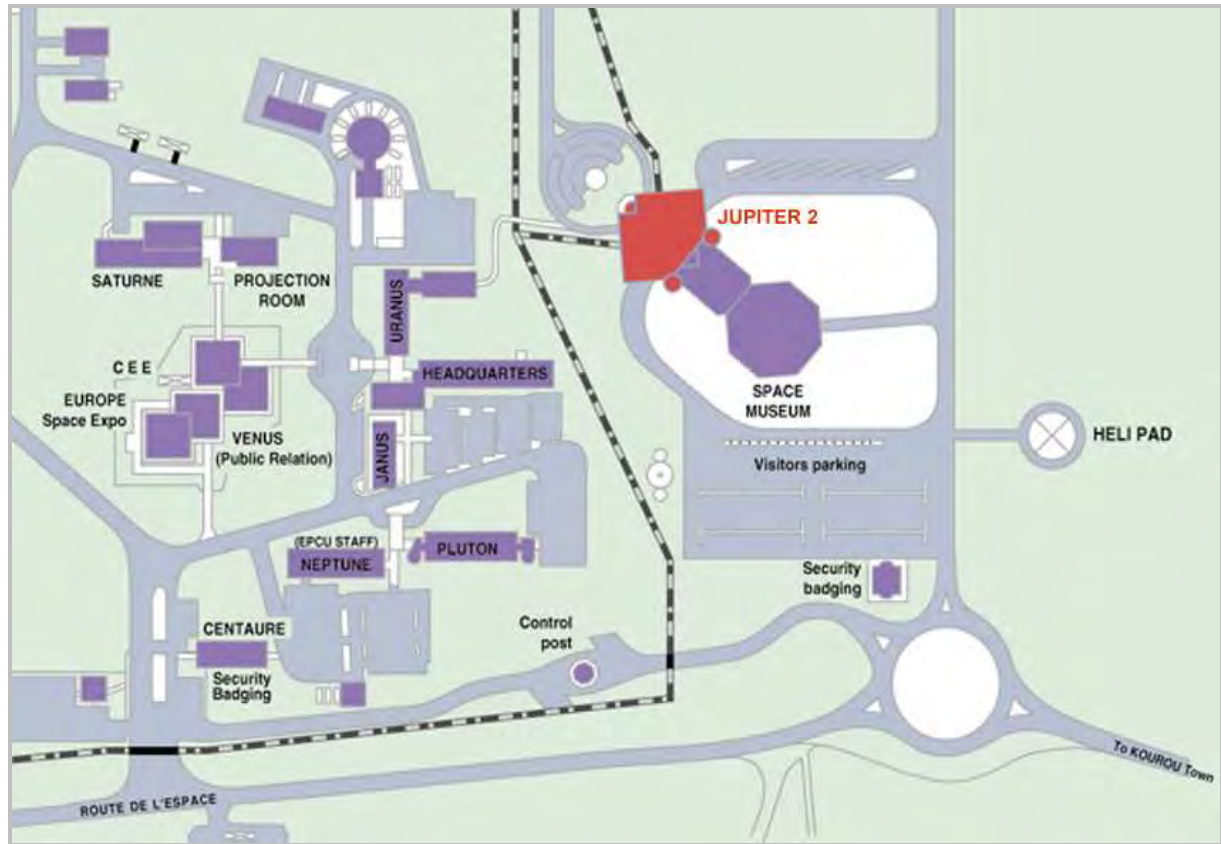 JUPITER 2
SATURNE
PROJECTION
ROOM
URANUS
C E E
HEADQUARTERS
EUROPE
Space Expo
SPACE
MUSEUM
VENUS
(Public Relation)
JANUS
HELI PAD
Visitors parking
(EPCU STAFF)
NEPTUNE
PLUTON
Security
badging
CENTAURE
Control
post
Security
Badging
To KOUROU Town
ROUTE DE L'ESPACE